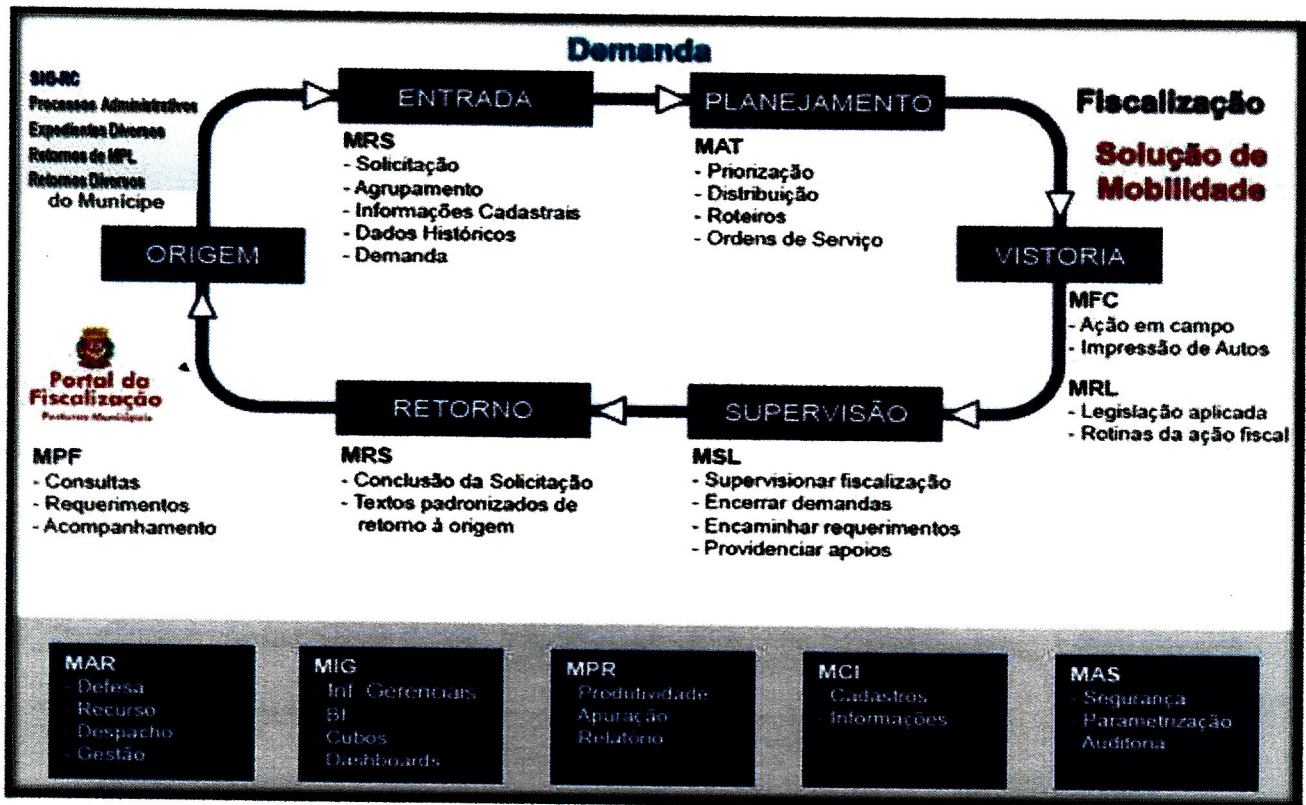 Demanda
SIG-RC
Processos Administrativos
Expedientes Diversos
Retornos de MPL
Retornos Diversos
do Municipe
ENTRADA
MRS
- Solicitação
- Agrupamento
- Informações Cadastrais
- Dados Históricos
- Demanda
PLANEJAMENTO
MAT
- Priorização
- Distribuição
- Roteiros
- Ordens de Serviço
Fiscalização
Solução de
Mobilidade
ORIGEM
VISTORIA
MFC
- Ação em campo
- Impressão de Autos
MRL
- Legislação aplicada
- Rotinas da ação fiscal
Portal da
Fiscalização
Posturas Municipais
MPF
- Consultas
- Requerimentos
- Acompanhamento
RETORNO
MRS
- Conclusão da Solicitação
- Textos padronizados de
retorno à origem
SUPERVISÃO
MSL
- Supervisionar fiscalização
- Encerrar demandas
- Encaminhar requerimentos
- Providenciar apoios
MAR
- Defesa
- Recurso
- Despacho
- Gestão
MIG
- Inf. Gerenciais
BI
- Cubos
Dashboards
MPR
- Produtividade
Apuração
Relatório
MCI
Cadastros
- Informações
MAS
- Segurança
- Parametrização
Auditoria